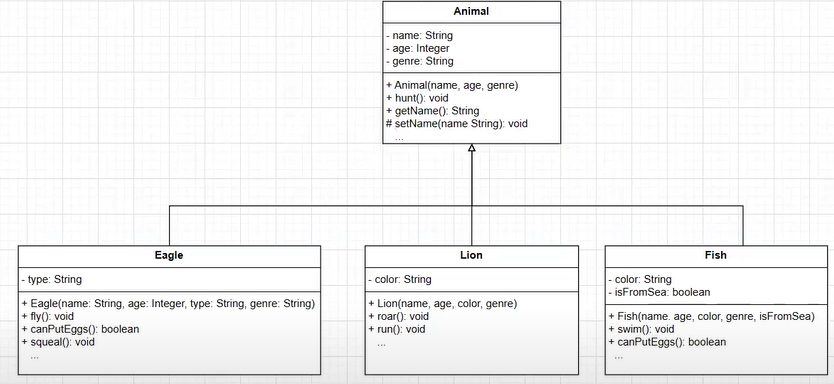 Animal
- name: String
- age: Integer
- genre: String
+ Animal(name, age, genre)
+ hunt(): void
+ getName(): String
# setName(name String): void
...
Eagle
- type: String
+ Eagle(name: String, age: Integer, type: String, genre: String)
+ fly(): void
+ canPutEggs(): boolean
+ squeal(): void
...
Lion
- color: String
+ Lion(name, age, color, genre)
+ roar(): void
+ run(): void
...
Fish
- color: String
- isFromSea: boolean
+ Fish(name. age, color, genre, isFromSea)
+ swim(): void
+ canPutEggs(): boolean
...